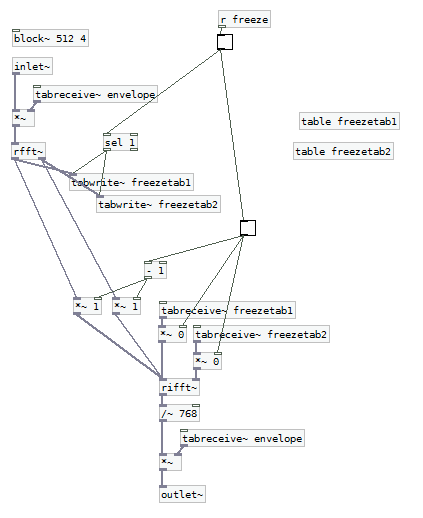 r freeze
block~ 512 4
inlet~
tabreceive~ envelope
*~
table freezetab1
sel 1
rfft~
table freezetab2
tabwrite~ freezetab1
tabwrite~ freezetab2
- 1
*~ 1
*~ 1
tabreceive~ freezetab1
*~ 0
tabreceive~ freezetab2
*~ 0
rifft~
/~ 768
tabreceive~ envelope
*~
outlet~